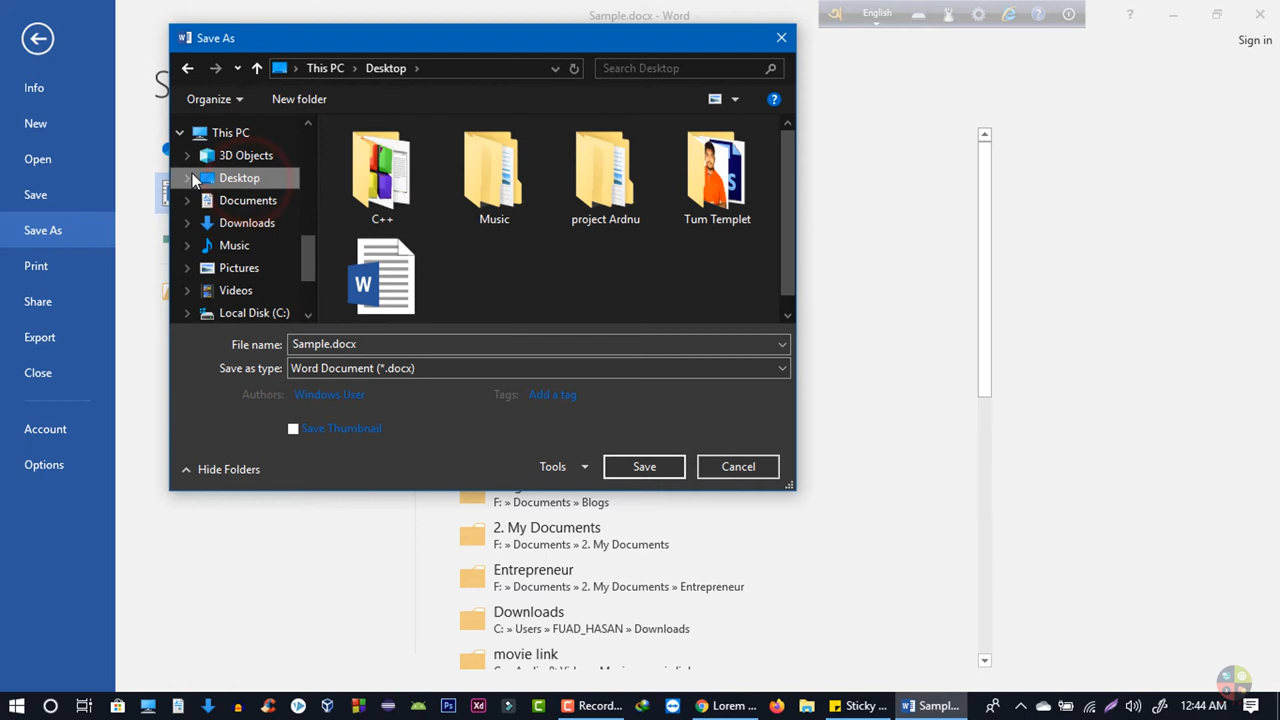 Sample.docx - Word
English
Sign in
Info
New
Open
Save
Save As
Print
Share
Export
Close
Account
Options
Save As
This PC
Desktop
Search Desktop
Organize
New folder
This PC
3D Objects
Desktop
Documents
Downloads
Music
Pictures
Videos
Local Disk (C:)
C++
Music
project Ardnu
Tum Templet
File name:
Sample.docx
Save as type:
Word Document (*.docx)
Authors:
Windows User
Tags:
Add a tag
Save Thumbnail
Hide Folders
Tools
Save
Cancel
F: » Documents » Blogs
2. My Documents
F: » Documents » 2. My Documents
Entrepreneur
F: » Documents » 2. My Documents » Entrepreneur
Downloads
C: » Users » FUAD_HASAN » Downloads
movie link
Record...
Lorem ...
Sticky ...
Sampl...
12:44 AM